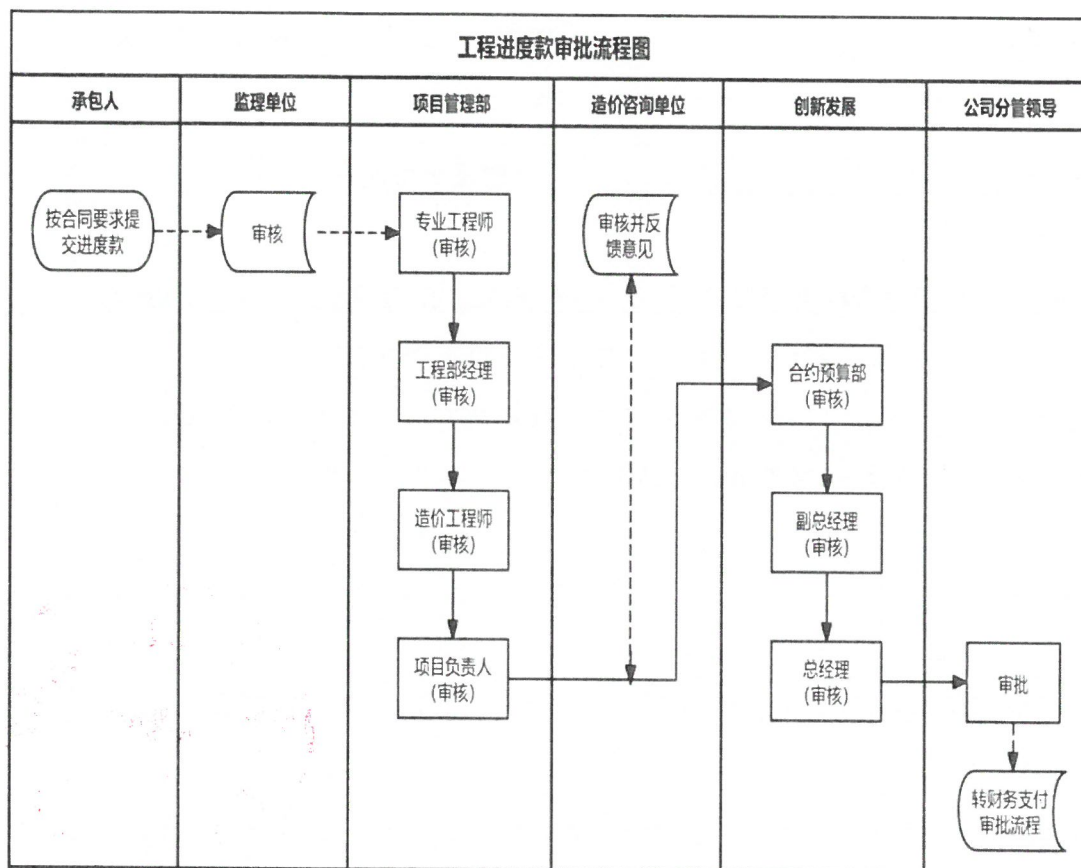 工程进度款审批流程图
承包人
监理单位
项目管理部
造价咨询单位
创新发展
公司分管领导
按合同要求提
交进度款
审核
专业工程师
(审核)
审核并反
馈意见
工程部经理
(审核)
合约预算部
(审核)
造价工程师
(审核)
副总经理
(审核)
项目负责人
(审核)
总经理
(审核)
审批
转财务支付
审批流程